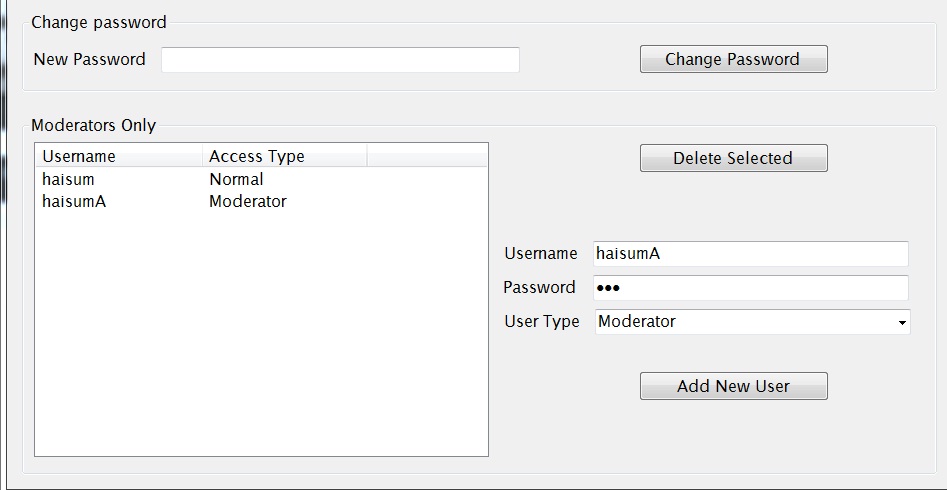 Change password
New Password
Change Password
Moderators Only
Username Access Type
haisum Normal
haisumA Moderator
Delete Selected
Username haisumA
Password •••
User Type Moderator
Add New User